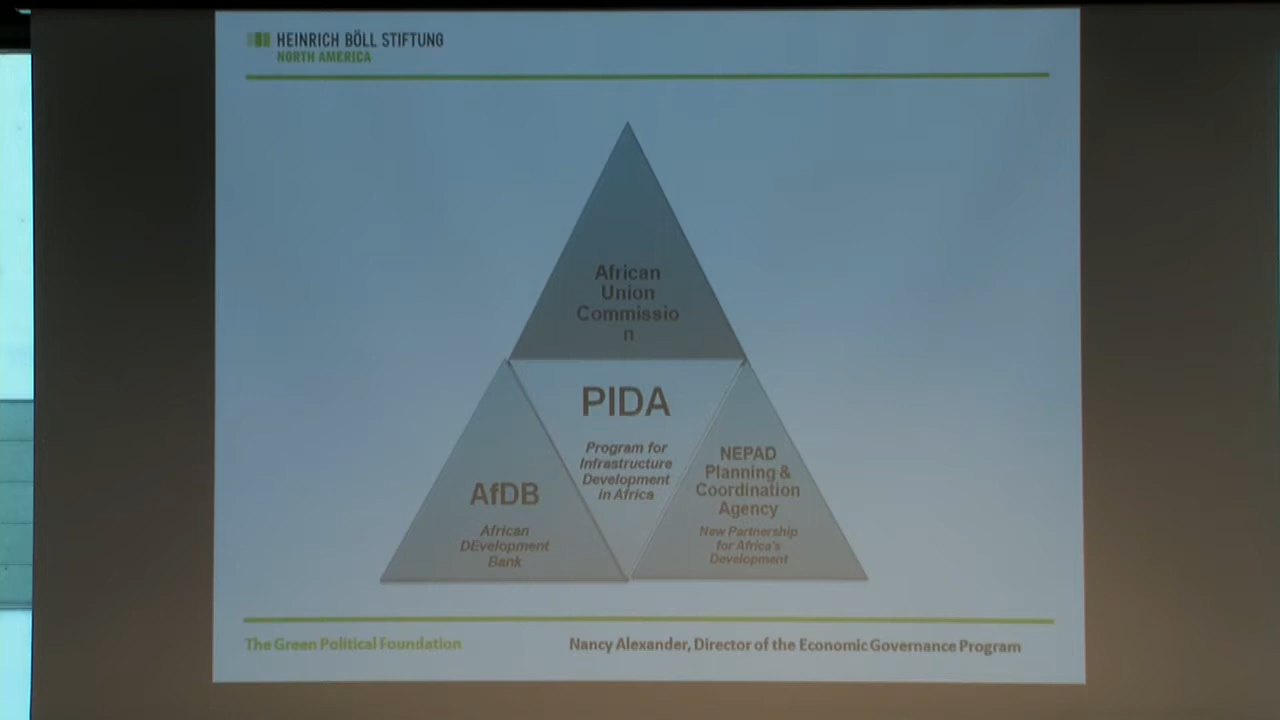 HEINRICH BÖLL STIFTUNG
NORTH AMERICA
African
Union
Commissio
n
PIDA
Program for
Infrastructure
Development
in Africa
AfDB
African
DEvelopment
Bank
NEPAD
Planning &
Coordination
Agency
New Partnership
for Africa's
Development
The Green Political Foundation
Nancy Alexander, Director of the Economic Governance Program